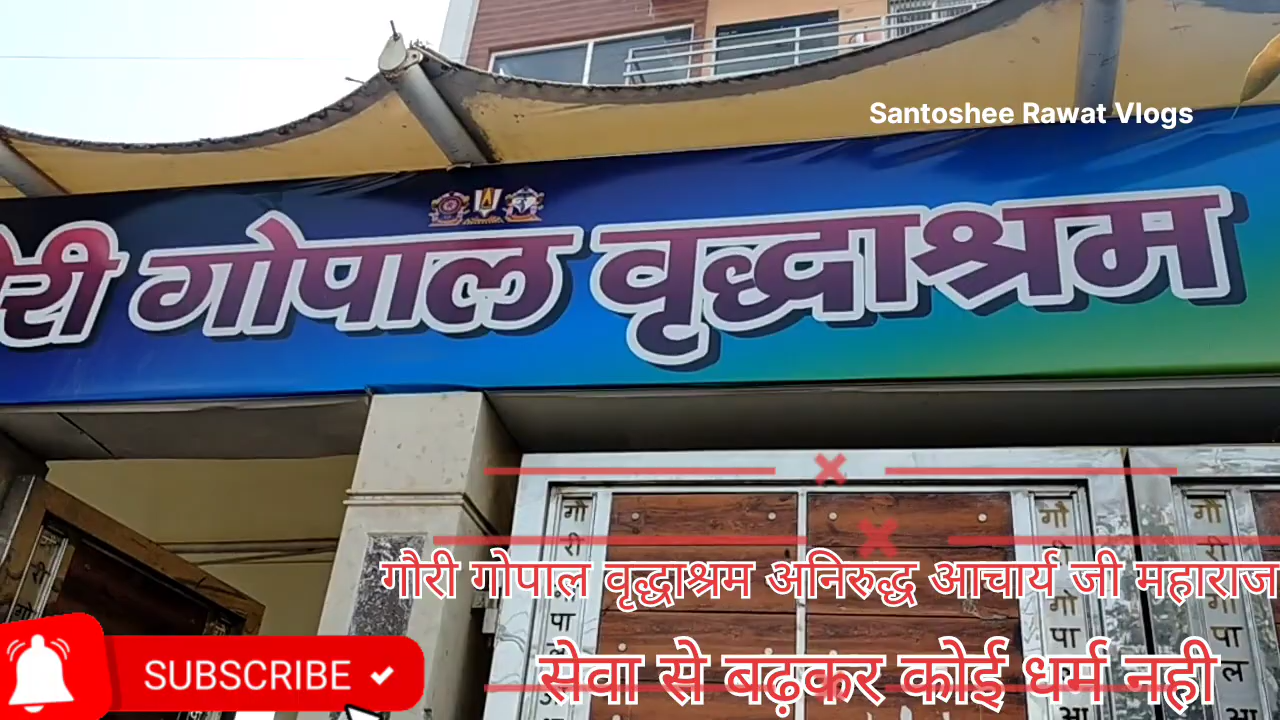 Santoshee Rawat Vlogs
गोपाल वृद्धाश्रम
गौरी गोपाल वृद्धाश्रम अनिरुद्ध आचार्य जी महाराज
सेवा से बढ़कर कोई धर्म नही
SUBSCRIBE
गौ
री
पा
ल
गौ
गो
पा
गौ
री
गो
पा
ल
आ